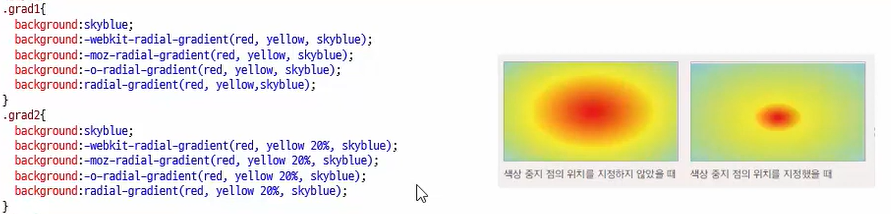 .grad1{
background:skyblue;
background:-webkit-radial-gradient(red, yellow, skyblue);
background:-moz-radial-gradient(red, yellow, skyblue);
background:-o-radial-gradient(red, yellow, skyblue);
background:radial-gradient(red, yellow,skyblue);
}
.grad2{
background:skyblue;
background:-webkit-radial-gradient(red, yellow 20%, skyblue);
background:-moz-radial-gradient(red, yellow 20%, skyblue);
background:-o-radial-gradient(red, yellow 20%, skyblue);
background:radial-gradient(red, yellow 20%, skyblue);
}
색상 중지 점의 위치를 지정하지 않았을 때
색상 중지 점의 위치를 지정했을 때